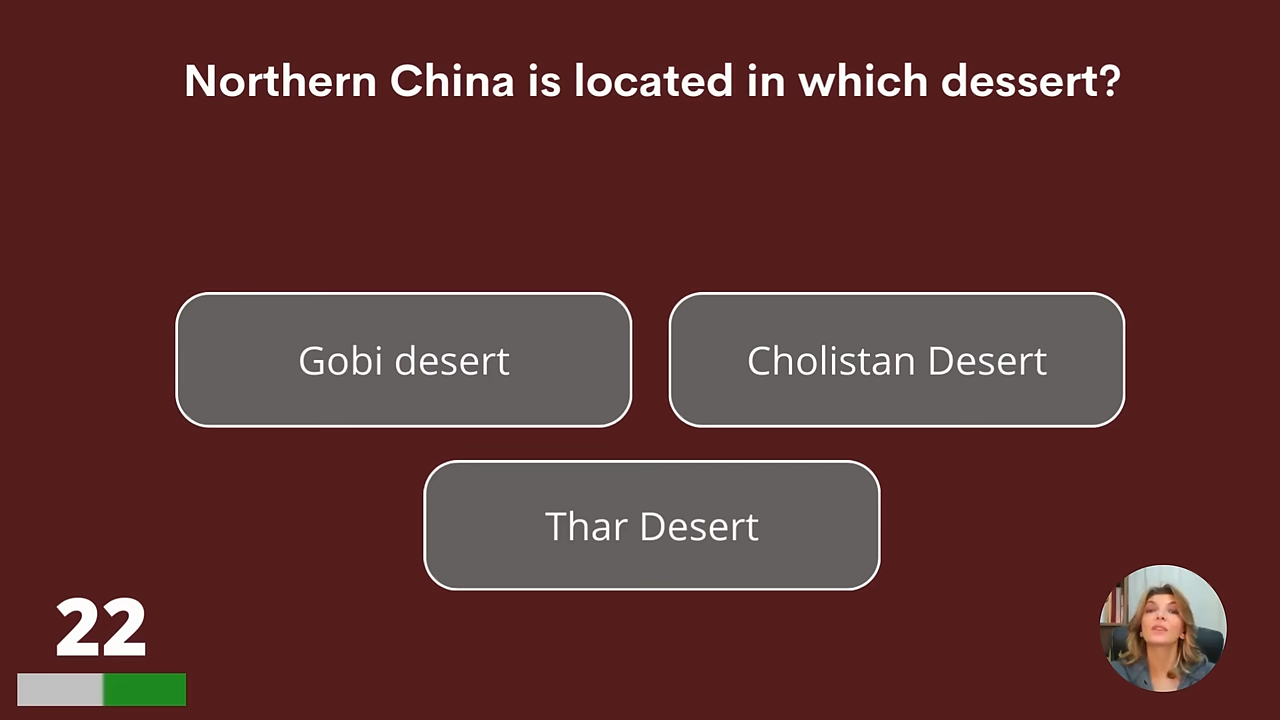 Northern China is located in which dessert?
Gobi desert
Cholistan Desert
Thar Desert
22